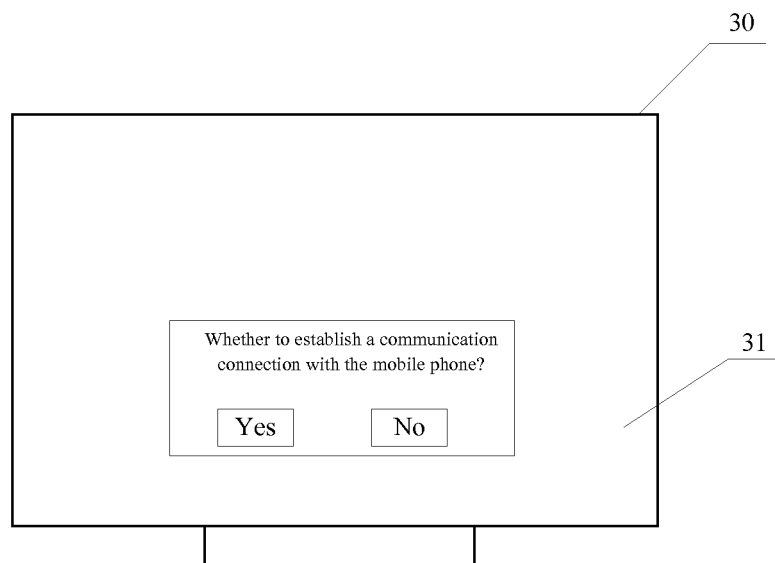 30
Whether to establish a communication
connection with the mobile phone?
31
Yes
No